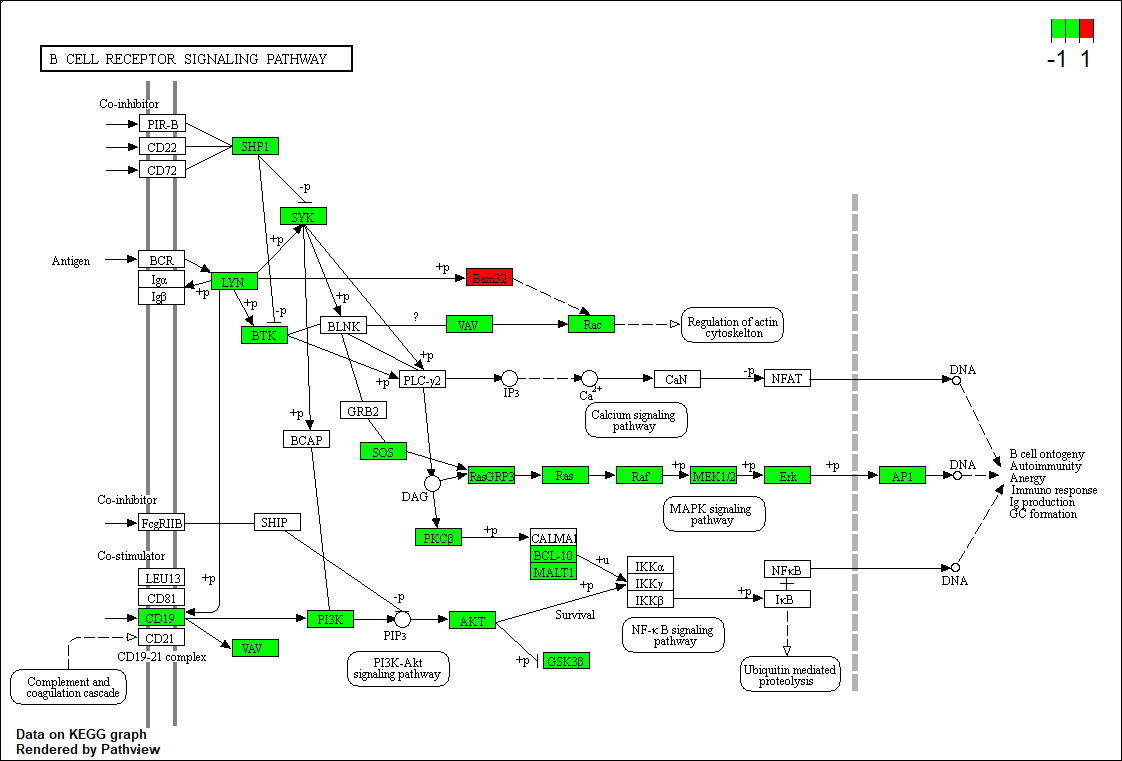 -1 1
B CELL RECEPTOR SIGNALING PATHWAY
Co-inhibitor
PIR-B
CD22
CD72
SHP1
-p
SYK
+p
Antigen
BCR
Igα
Igβ
LYN
+p
+p
Bam32
+p
-p
+p
BTK
BLNK
?
VAV
Rac
Regulation of actin
cytoskelton
+p
+p
PLC-γ2
IP3
Ca2+
CaN
-p
NFAT
DNA
Calcium signaling
pathway
GRB2
+p
BCAP
SOS
RasGRP3
Ras
Raf
+p
MEK1/2
+p
Erk
+p
AP1
DNA
B cell ontogeny
Autoimmunity
Anergy
Immuno response
Ig production
GC formation
DAG
MAPK signaling
pathway
Co-inhibitor
FcgRIIB
SHIP
PKCβ
+p
CALMA1
BCL-10
MALT1
+u
+p
IKKα
IKKγ
IKKβ
+p
NFκB
IκB
DNA
Co-stimulator
LEU13
+p
CD81
CD19
CD21
CD19-21 complex
VAV
PI3K
-p
PIP3
AKT
Survival
+p
GSK3β
NF-κ B signaling
pathway
PI3K-Akt
signaling pathway
Ubiquitin mediated
proteolysis
Complement and
coagulation cascade
Data on KEGG graph
Rendered by Pathview